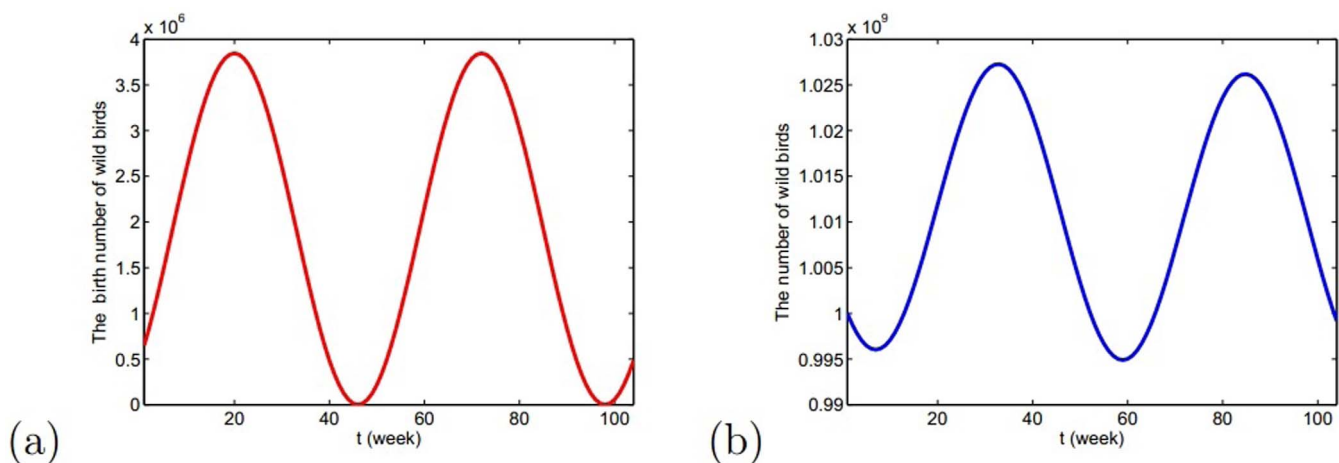 x 10^6
4
3.5
3
2.5
2
1.5
1
0.5
0
20 40 60 80 100
t (week)
The birth number of wild birds
(a)
x 10^9
1.03
1.025
1.02
1.015
1.01
1.005
1
0.995
0.99
20 40 60 80 100
t (week)
The number of wild birds
(b)